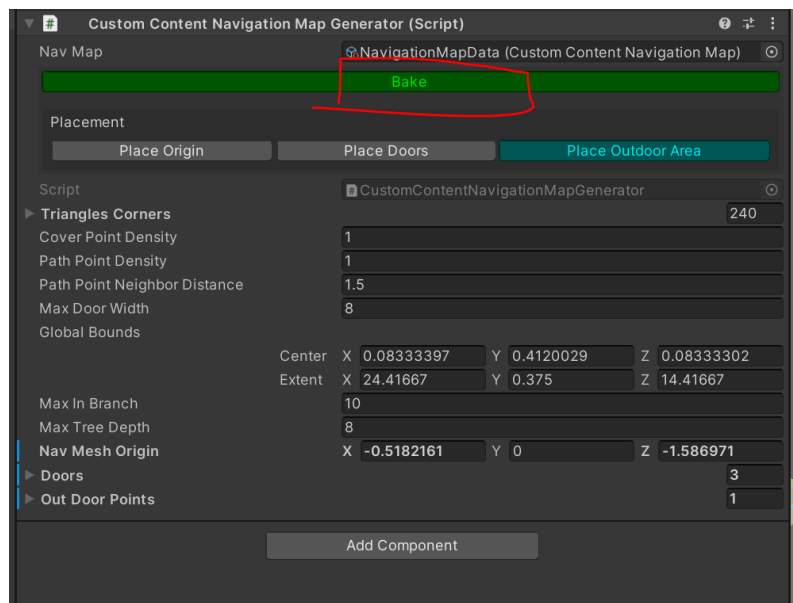 Custom Content Navigation Map Generator (Script)
Nav Map NavigationMapData (Custom Content Navigation Map)
Bake
Placement
Place Origin Place Doors Place Outdoor Area
Script CustomContentNavigationMapGenerator
Triangles Corners 240
Cover Point Density 1
Path Point Density 1
Path Point Neighbor Distance 1.5
Max Door Width 8
Global Bounds
Center X 0.08333397 Y 0.4120029 Z 0.08333302
Extent X 24.41667 Y 0.375 Z 14.41667
Max In Branch 10
Max Tree Depth 8
Nav Mesh Origin X -0.5182161 Y 0 Z -1.586971
Doors 3
Out Door Points 1
Add Component